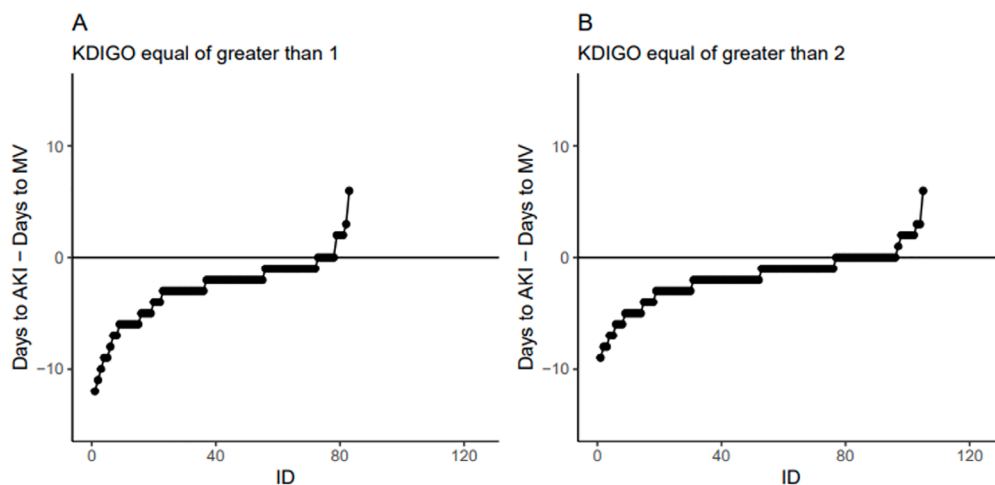 A
KDIGO equal of greater than 1
10
0
−10
Days to AKI − Days to MV
0 40 80 120
ID
B
KDIGO equal of greater than 2
10
0
−10
Days to AKI − Days to MV
0 40 80 120
ID